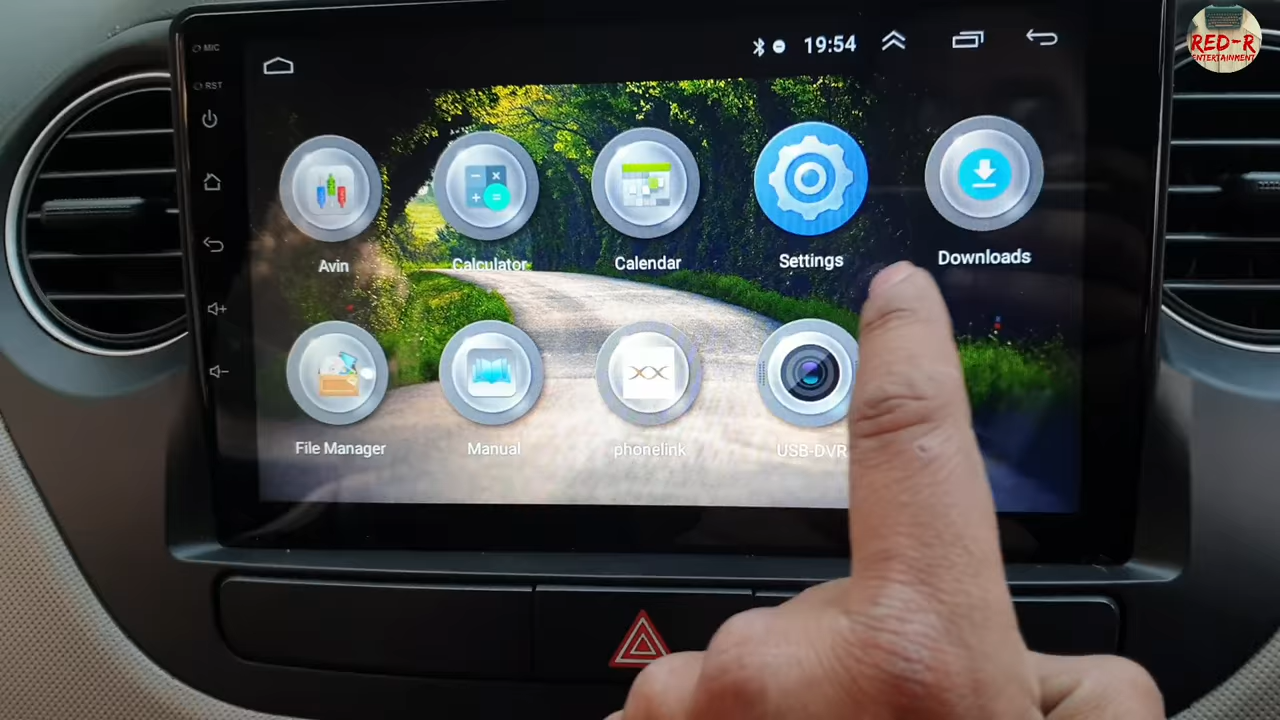 MIC
19:54
RED-R
ENTERTAINMENT
RST
Avin
Calculator
Calendar
Settings
Downloads
File Manager
Manual
phonelink
USB-DVR